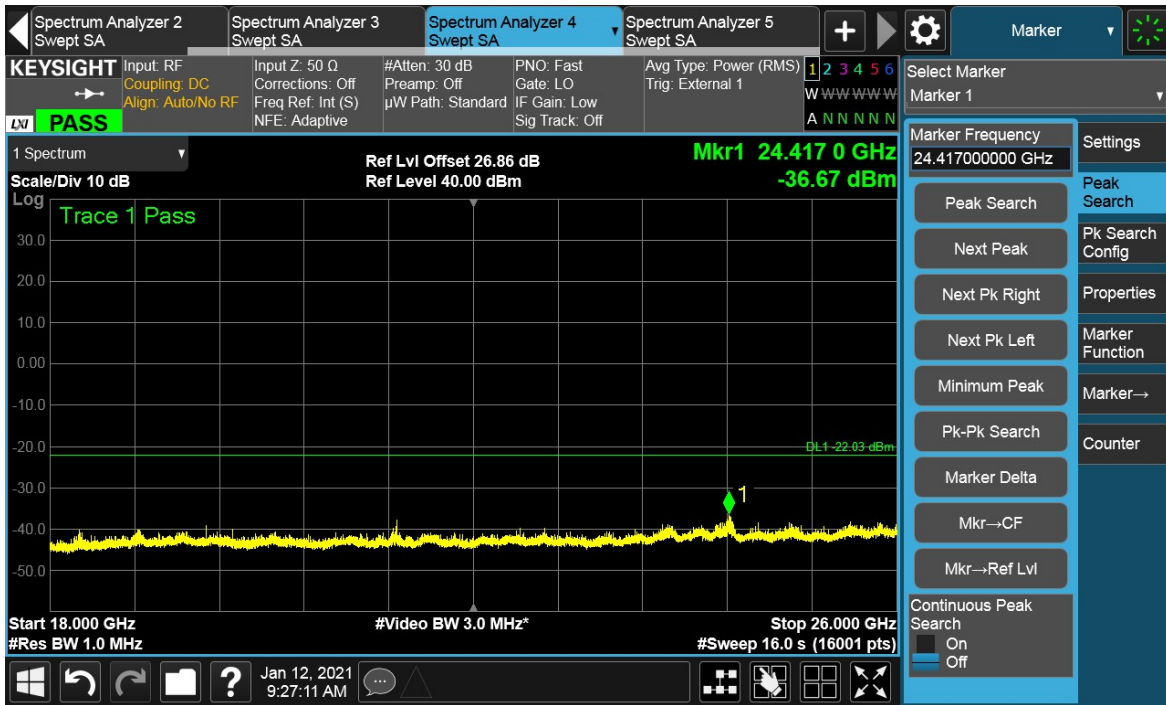 Spectrum Analyzer 2
Swept SA
Spectrum Analyzer 3
Swept SA
Spectrum Analyzer 4
Swept SA
Spectrum Analyzer 5
Swept SA
+
Marker
KEYSIGHT
Input: RF
Coupling: DC
Align: Auto/No RF
Input Z: 50 Ω
Corrections: Off
Freq Ref: Int (S)
NFE: Adaptive
#Atten: 30 dB
Preamp: Off
µW Path: Standard
PNO: Fast
Gate: LO
IF Gain: Low
Sig Track: Off
Avg Type: Power (RMS)
Trig: External 1
1 2 3 4 5 6
W W W W W W
A N N N N N
LXI
PASS
Select Marker
Marker 1
1 Spectrum
Scale/Div 10 dB
Ref Lvl Offset 26.86 dB
Ref Level 40.00 dBm
Mkr1 24.417 0 GHz
-36.67 dBm
Log
Trace 1 Pass
30.0
20.0
10.0
0.00
-10.0
-20.0
-30.0
-40.0
-50.0
DL1 -22.03 dBm
1
Start 18.000 GHz
#Res BW 1.0 MHz
#Video BW 3.0 MHz*
Stop 26.000 GHz
#Sweep 16.0 s (16001 pts)
Marker Frequency
24.417000000 GHz
Peak Search
Next Peak
Next Pk Right
Next Pk Left
Minimum Peak
Pk-Pk Search
Marker Delta
Mkr→CF
Mkr→Ref Lvl
Continuous Peak
Search
On
Off
Settings
Peak
Search
Pk Search
Config
Properties
Marker
Function
Marker→
Counter
?
Jan 12, 2021
9:27:11 AM